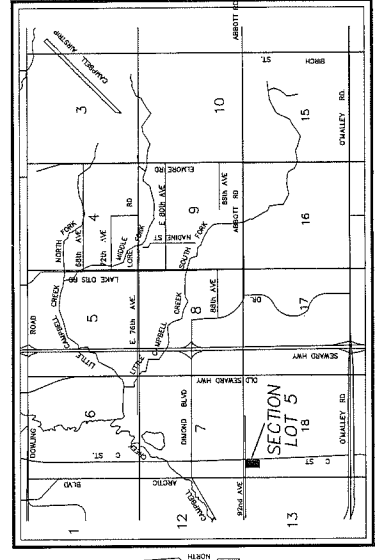 ABBOTT RD
CAMPBELL AIRSTRIP
BIRCH ST.
3
10
15
O'MALLEY RD.
NORTH FORK
68th AVE
4
72nd AVE
MIDDLE FORK
LORE RD
E. 80th AVE
ELMORE RD
NADINE ST
9
89th AVE
ABBOTT RD
16
SOUTH FORK
LAKE OTIS
ROAD
LITTLE CAMPBELL CREEK
5
E. 76th AVE
LITTLE CAMPBELL CREEK
8
88th AVE
DR.
17
OLD SEWARD HWY
DOWLING
6
DIMOND BLVD
7
SECTION
LOT 5
18
O'MALLEY RD
C ST.
C ST
CAMPBELL CREEK
ARCTIC BLVD
92nd AVE
1
12
13
NORTH